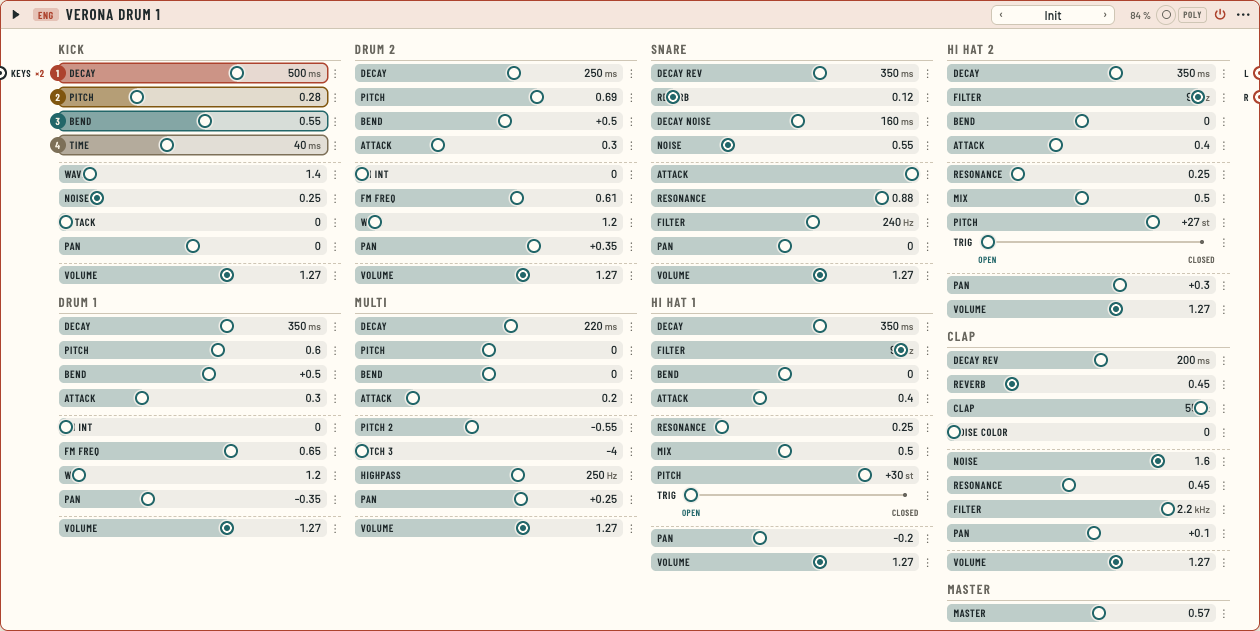 ENG VERONA DRUM 1 ‹ Init › 84 % POLY
KEYS ×2
KICK
1 DECAY 500 ms
2 PITCH 0.28
3 BEND 0.55
4 TIME 40 ms
WAV 1.4
NOISE 0.25
TACK 0
PAN 0
VOLUME 1.27
DRUM 1
DECAY 350 ms
PITCH 0.6
BEND +0.5
ATTACK 0.3
INT 0
FM FREQ 0.65
W 1.2
PAN -0.35
VOLUME 1.27
DRUM 2
DECAY 250 ms
PITCH 0.69
BEND +0.5
ATTACK 0.3
INT 0
FM FREQ 0.61
W 1.2
PAN +0.35
VOLUME 1.27
MULTI
DECAY 220 ms
PITCH 0
BEND 0
ATTACK 0.2
PITCH 2 -0.55
TCH 3 -4
HIGHPASS 250 Hz
PAN +0.25
VOLUME 1.27
SNARE
DECAY REV 350 ms
RE RB 0.12
DECAY NOISE 160 ms
NOISE 0.55
ATTACK
RESONANCE 0.88
FILTER 240 Hz
PAN 0
VOLUME 1.27
HI HAT 1
DECAY 350 ms
FILTER 9 z
BEND 0
ATTACK 0.4
RESONANCE 0.25
MIX 0.5
PITCH +30 st
TRIG
OPEN CLOSED
PAN -0.2
VOLUME 1.27
HI HAT 2
DECAY 350 ms
FILTER 9 z
BEND 0
ATTACK 0.4
RESONANCE 0.25
MIX 0.5
PITCH +27 st
TRIG
OPEN CLOSED
PAN +0.3
VOLUME 1.27
CLAP
DECAY REV 200 ms
REVERB 0.45
CLAP 5
OISE COLOR 0
NOISE 1.6
RESONANCE 0.45
FILTER 2.2 kHz
PAN +0.1
VOLUME 1.27
MASTER
MASTER 0.57
L
R